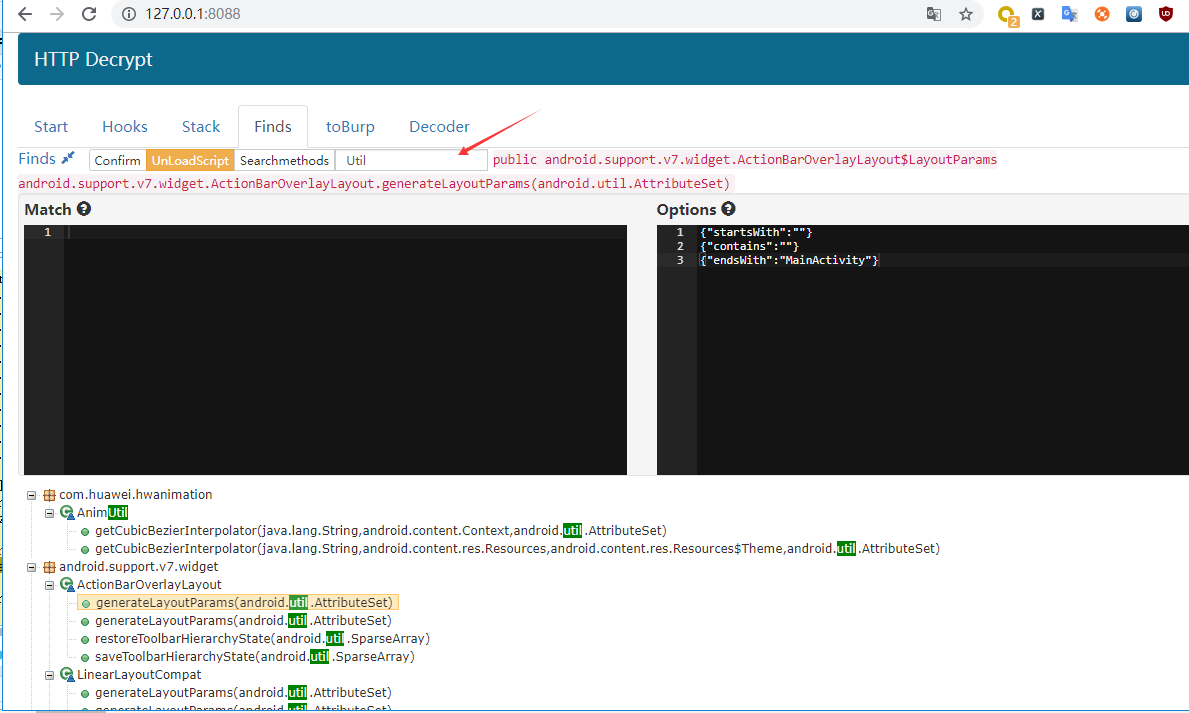 127.0.0.1:8088
2
HTTP Decrypt
Start Hooks Stack Finds toBurp Decoder
Finds Confirm UnLoadScript Searchmethods Util public android.support.v7.widget.ActionBarOverlayLayout$LayoutParams
android.support.v7.widget.ActionBarOverlayLayout.generateLayoutParams(android.util.AttributeSet)
Match Options
1
1 {"startsWith":""}
2 {"contains":""}
3 {"endsWith":"MainActivity"}
com.huawei.hwanimation
AnimUtil
getCubicBezierInterpolator(java.lang.String,android.content.Context,android.util.AttributeSet)
getCubicBezierInterpolator(java.lang.String,android.content.res.Resources,android.content.res.Resources$Theme,android.util.AttributeSet)
android.support.v7.widget
ActionBarOverlayLayout
generateLayoutParams(android.util.AttributeSet)
generateLayoutParams(android.util.AttributeSet)
restoreToolbarHierarchyState(android.util.SparseArray)
saveToolbarHierarchyState(android.util.SparseArray)
LinearLayoutCompat
generateLayoutParams(android.util.AttributeSet)
generateLayoutParams(android.util.AttributeSet)